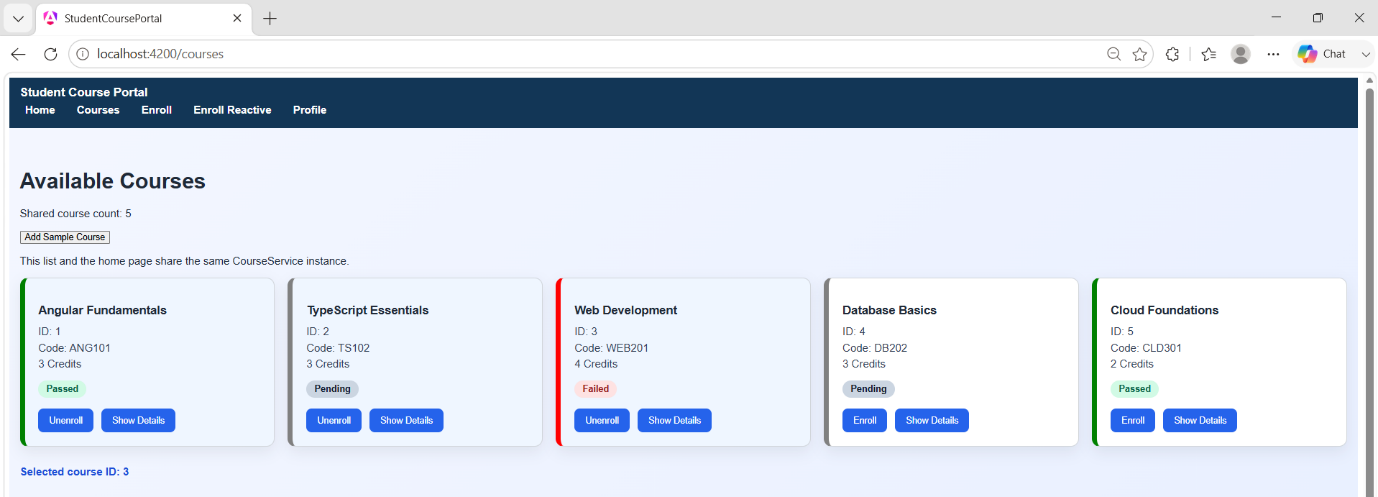 StudentCoursePortal
localhost:4200/courses
Chat
Student Course Portal
Home Courses Enroll Enroll Reactive Profile
Available Courses
Shared course count: 5
Add Sample Course
This list and the home page share the same CourseService instance.
Angular Fundamentals
ID: 1
Code: ANG101
3 Credits
Passed
Unenroll Show Details
TypeScript Essentials
ID: 2
Code: TS102
3 Credits
Pending
Unenroll Show Details
Web Development
ID: 3
Code: WEB201
4 Credits
Failed
Unenroll Show Details
Database Basics
ID: 4
Code: DB202
3 Credits
Pending
Enroll Show Details
Cloud Foundations
ID: 5
Code: CLD301
2 Credits
Passed
Enroll Show Details
Selected course ID: 3